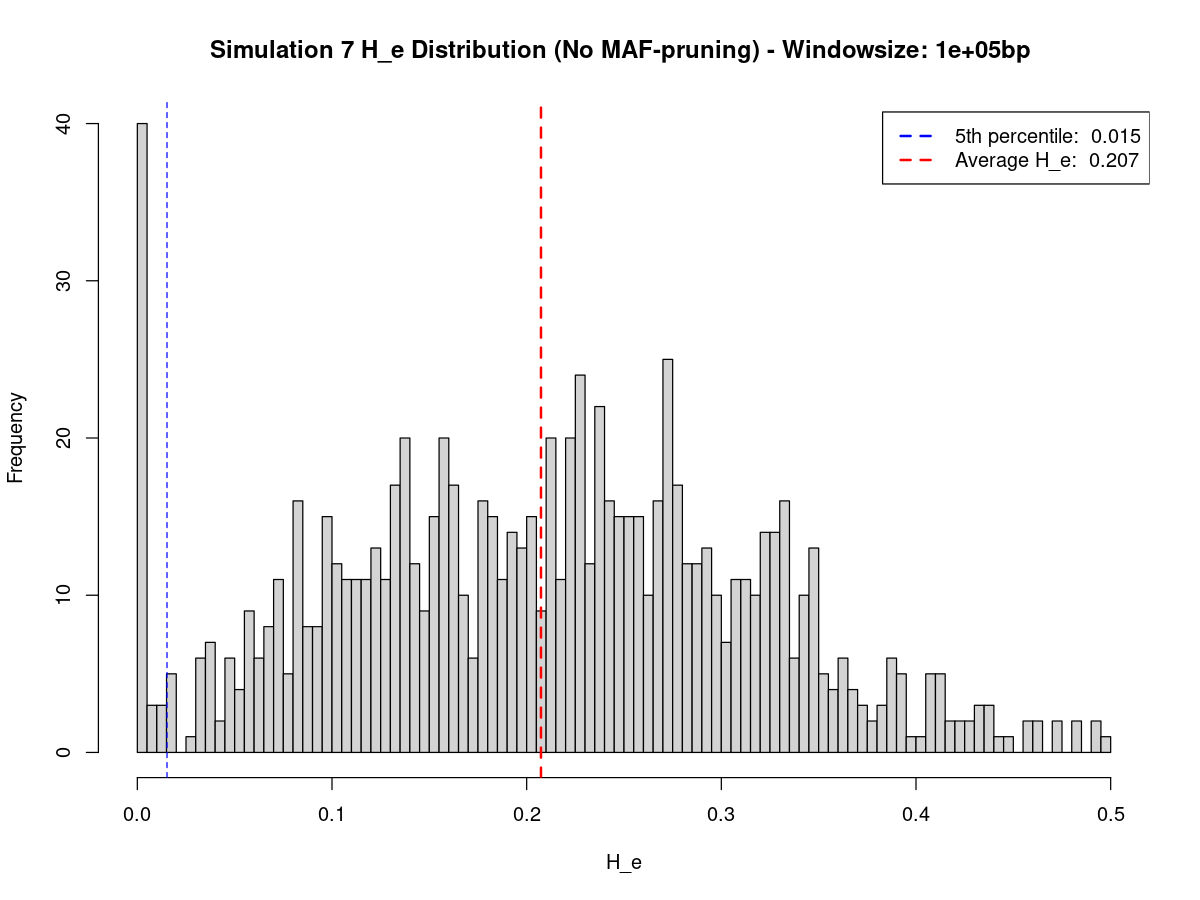 Simulation 7 H_e Distribution (No MAF-pruning) - Windowsize: 1e+05bp
5th percentile:  0.015
Average H_e:  0.207
Frequency
40
30
20
10
0
0.0 0.1 0.2 0.3 0.4 0.5
H_e